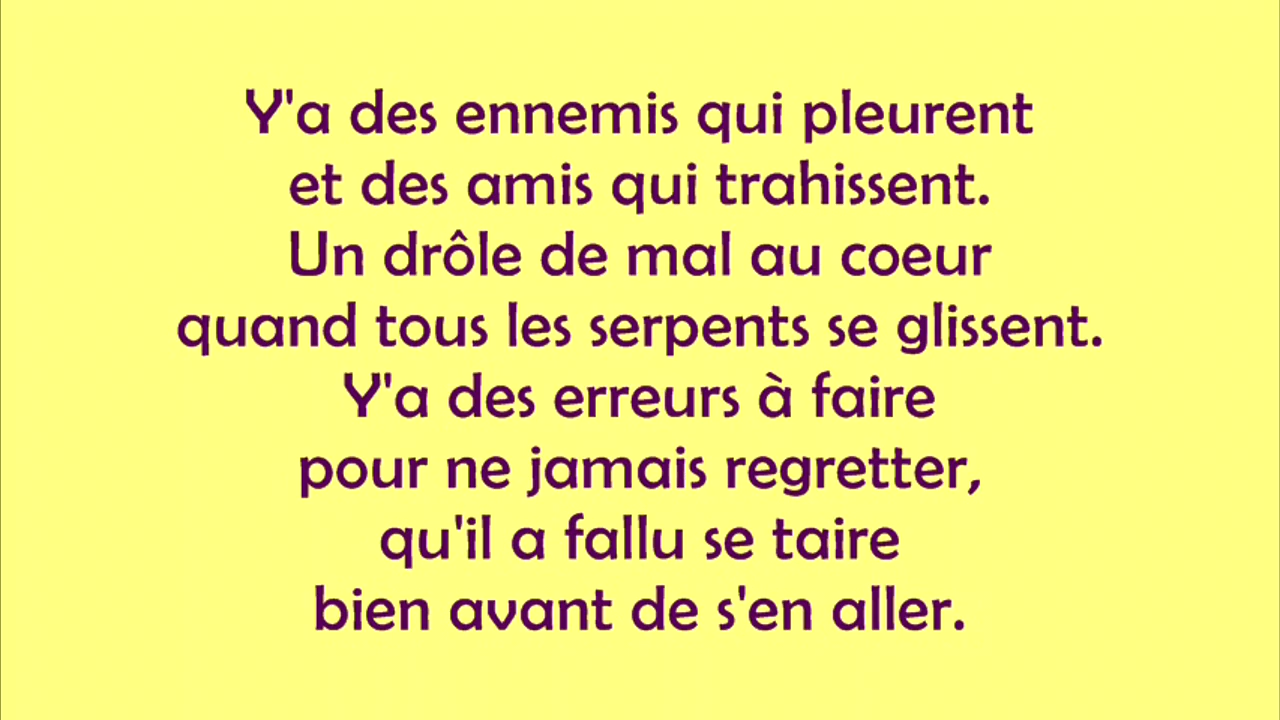 Y'a des ennemis qui pleurent
et des amis qui trahissent.
Un drôle de mal au coeur
quand tous les serpents se glissent.
Y'a des erreurs à faire
pour ne jamais regretter,
qu'il a fallu se taire
bien avant de s'en aller.